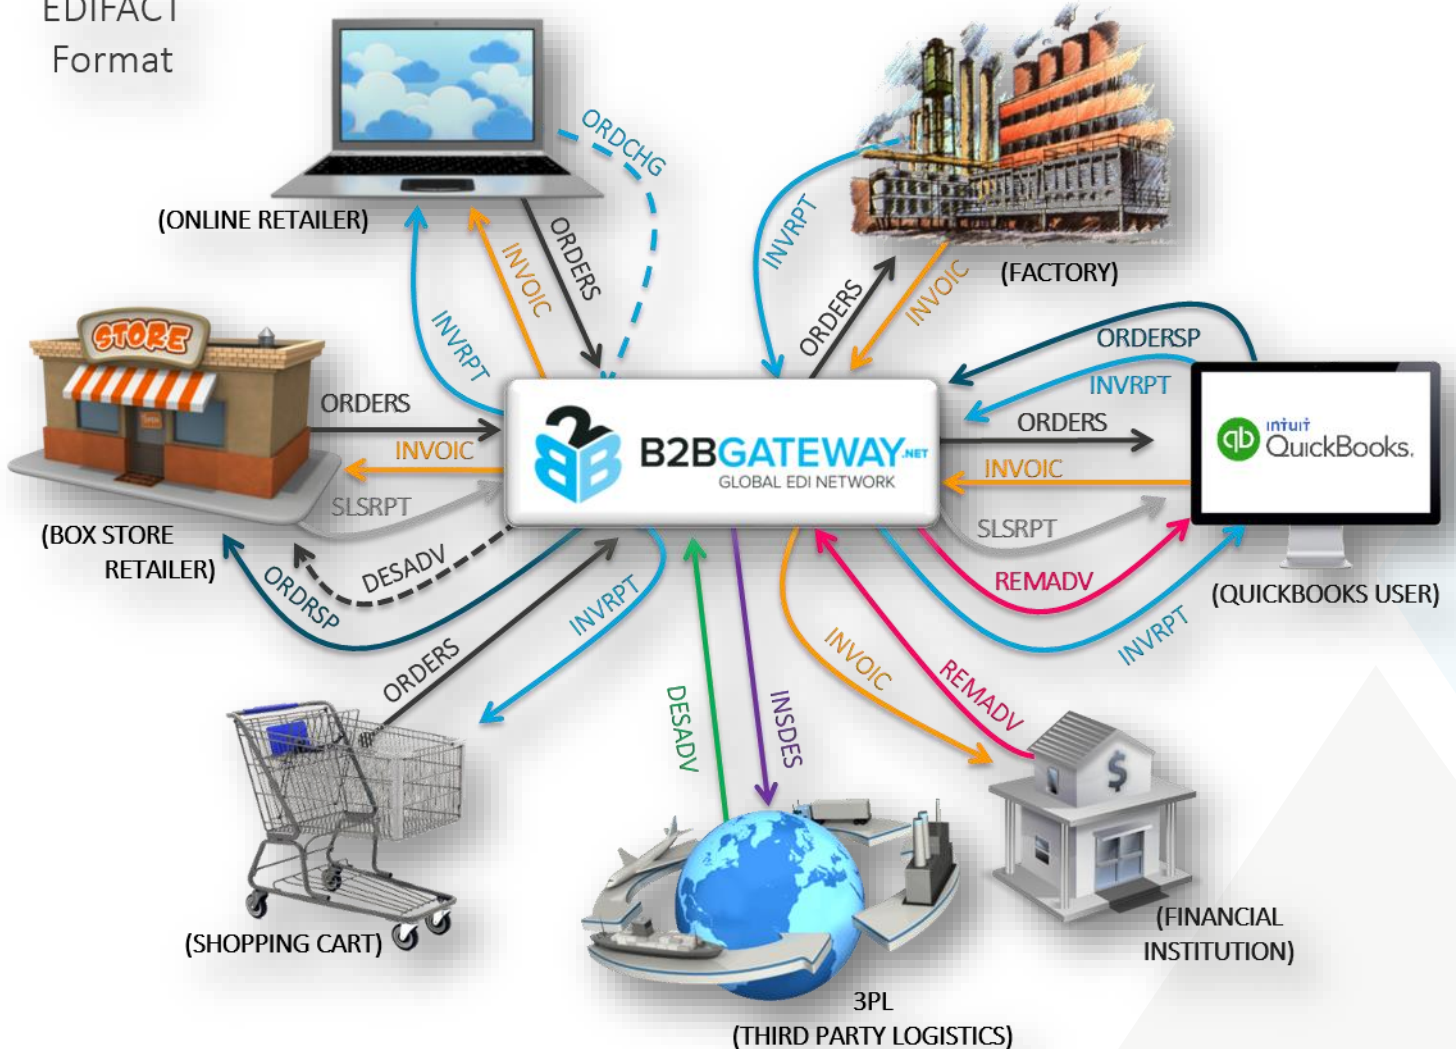 EDIFACT
Format
ORDCHG
(ONLINE RETAILER)
ORDERS
INVOIC
INVRPT
INVRPT
(FACTORY)
ORDERS
INVOIC
STORE
OPEN
ORDERS
INVOIC
SLSRPT
DESADV
ORDRSP
(BOX STORE
RETAILER)
B2BGATEWAY.NET
GLOBAL EDI NETWORK
ORDERSP
INVRPT
ORDERS
INVOIC
SLSRPT
REMADV
INVRPT
intuit
qb QuickBooks.
(QUICKBOOKS USER)
ORDERS
INVRPT
(SHOPPING CART)
DESADV
INSDES
3PL
(THIRD PARTY LOGISTICS)
INVOIC
REMADV
$
(FINANCIAL
INSTITUTION)